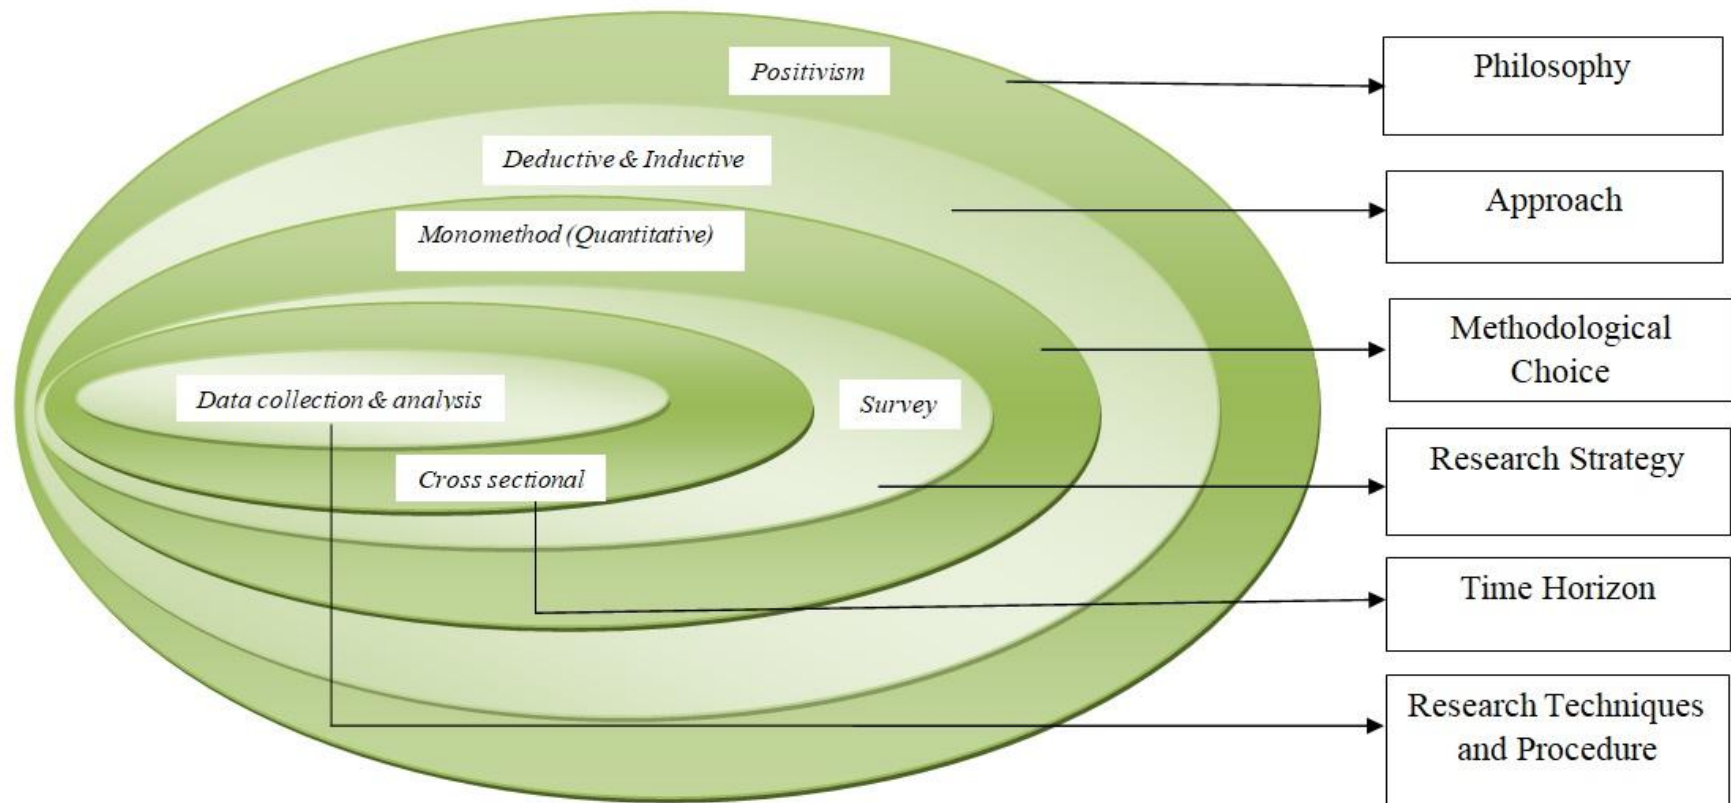 Positivism
Philosophy
Deductive & Inductive
Approach
Monomethod (Quantitative)
Methodological
Choice
Data collection & analysis
Survey
Research Strategy
Cross sectional
Time Horizon
Research Techniques
and Procedure